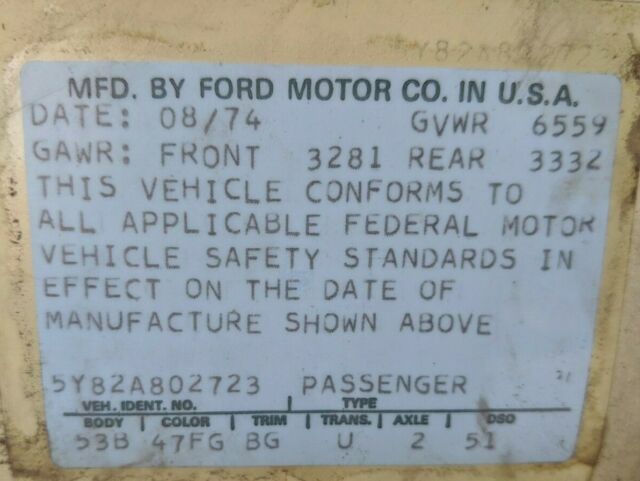 Y82A802723
MFD. BY FORD MOTOR CO. IN U.S.A.
DATE: 08/74 GVWR 6559
GAWR: FRONT 3281 REAR 3332
THIS VEHICLE CONFORMS TO
ALL APPLICABLE FEDERAL MOTOR
VEHICLE SAFETY STANDARDS IN
EFFECT ON THE DATE OF
MANUFACTURE SHOWN ABOVE
5Y82A802723 PASSENGER 21
VEH. IDENT. NO. TYPE
BODY COLOR TRIM TRANS. AXLE DSO
53B 47FG BG U 2 51